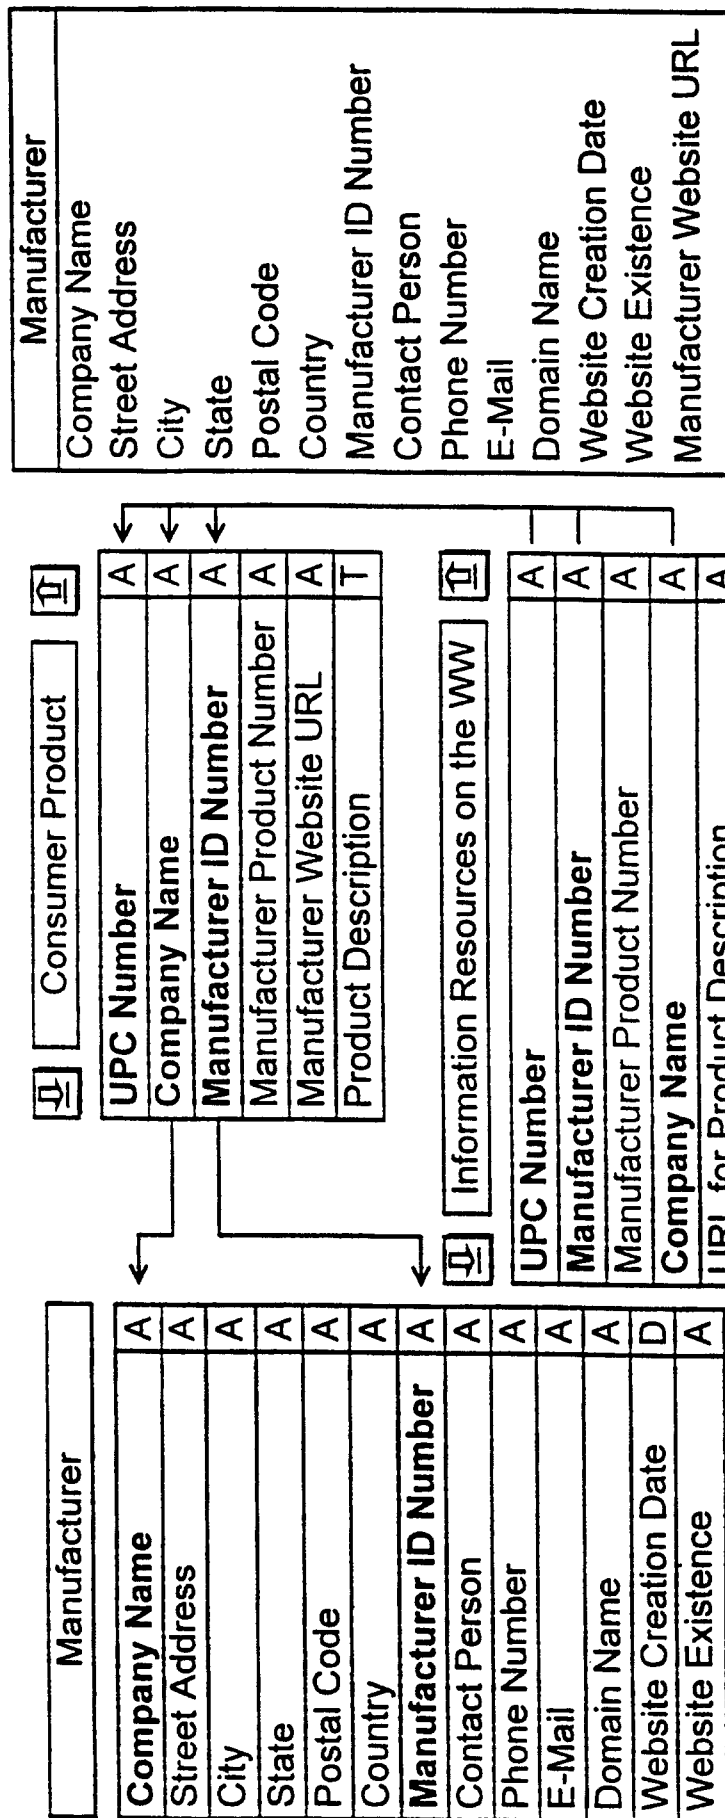 Manufacturer
Company Name A
Street Address A
City A
State A
Postal Code A
Country A
Manufacturer ID Number A
Contact Person A
Phone Number A
E-Mail A
Domain Name A
Website Creation Date D
Website Existence A
Consumer Product
UPC Number A
Company Name A
Manufacturer ID Number A
Manufacturer Product Number A
Manufacturer Website URL A
Product Description T
Information Resources on the WW
UPC Number A
Manufacturer ID Number A
Manufacturer Product Number A
Company Name A
URL for Product Description A
Manufacturer
Company Name
Street Address
City
State
Postal Code
Country
Manufacturer ID Number
Contact Person
Phone Number
E-Mail
Domain Name
Website Creation Date
Website Existence
Manufacturer Website URL